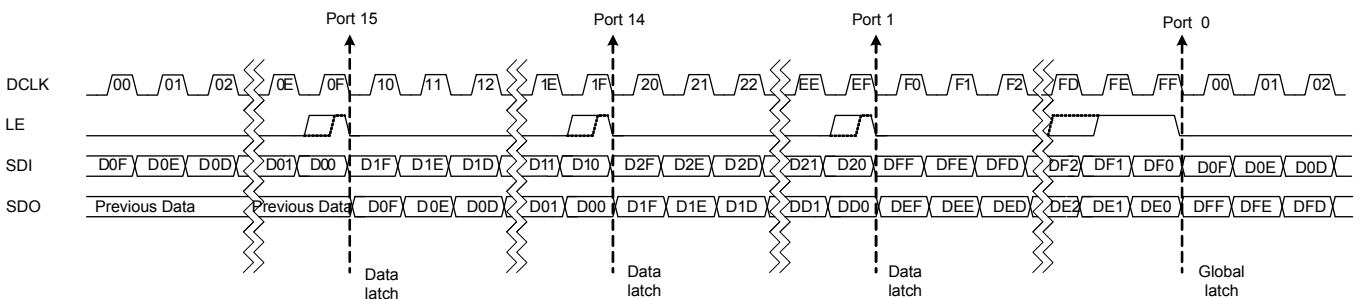 Port 15 Port 14 Port 1 Port 0
DCLK 00 01 02 0E 0F 10 11 12 1E 1F 20 21 22 EE EF F0 F1 F2 FD FE FF 00 01 02
LE
SDI D0F D0E D0D D01 D00 D1F D1E D1D D11 D10 D2F D2E D2D D21 D20 DFF DFE DFD DF2 DF1 DF0 D0F D0E D0D
SDO Previous Data Previous Data D0F D0E D0D D01 D00 D1F D1E D1D DD1 DD0 DEF DEE DED DE2 DE1 DE0 DFF DFE DFD
Data Data Data Global
latch latch latch latch